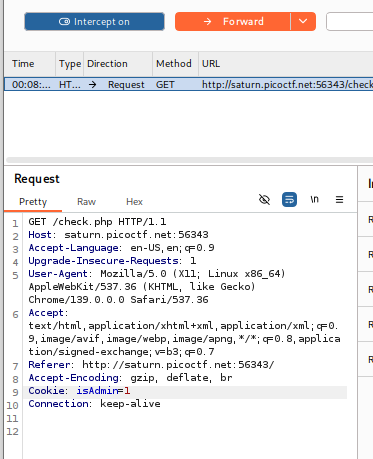 Intercept on
Forward
Time Type Direction Method URL
00:08:... HT... → Request GET http://saturn.picoctf.net:56343/check
Request
Pretty Raw Hex
\n
1 GET /check.php HTTP/1.1
2 Host: saturn.picoctf.net:56343
3 Accept-Language: en-US,en;q=0.9
4 Upgrade-Insecure-Requests: 1
5 User-Agent: Mozilla/5.0 (X11; Linux x86_64)
AppleWebKit/537.36 (KHTML, like Gecko)
Chrome/139.0.0.0 Safari/537.36
6 Accept:
text/html,application/xhtml+xml,application/xml;q=0.
9,image/avif,image/webp,image/apng,*/*;q=0.8,applica
tion/signed-exchange;v=b3;q=0.7
7 Referer: http://saturn.picoctf.net:56343/
8 Accept-Encoding: gzip, deflate, br
9 Cookie: isAdmin=1
10 Connection: keep-alive
11
12